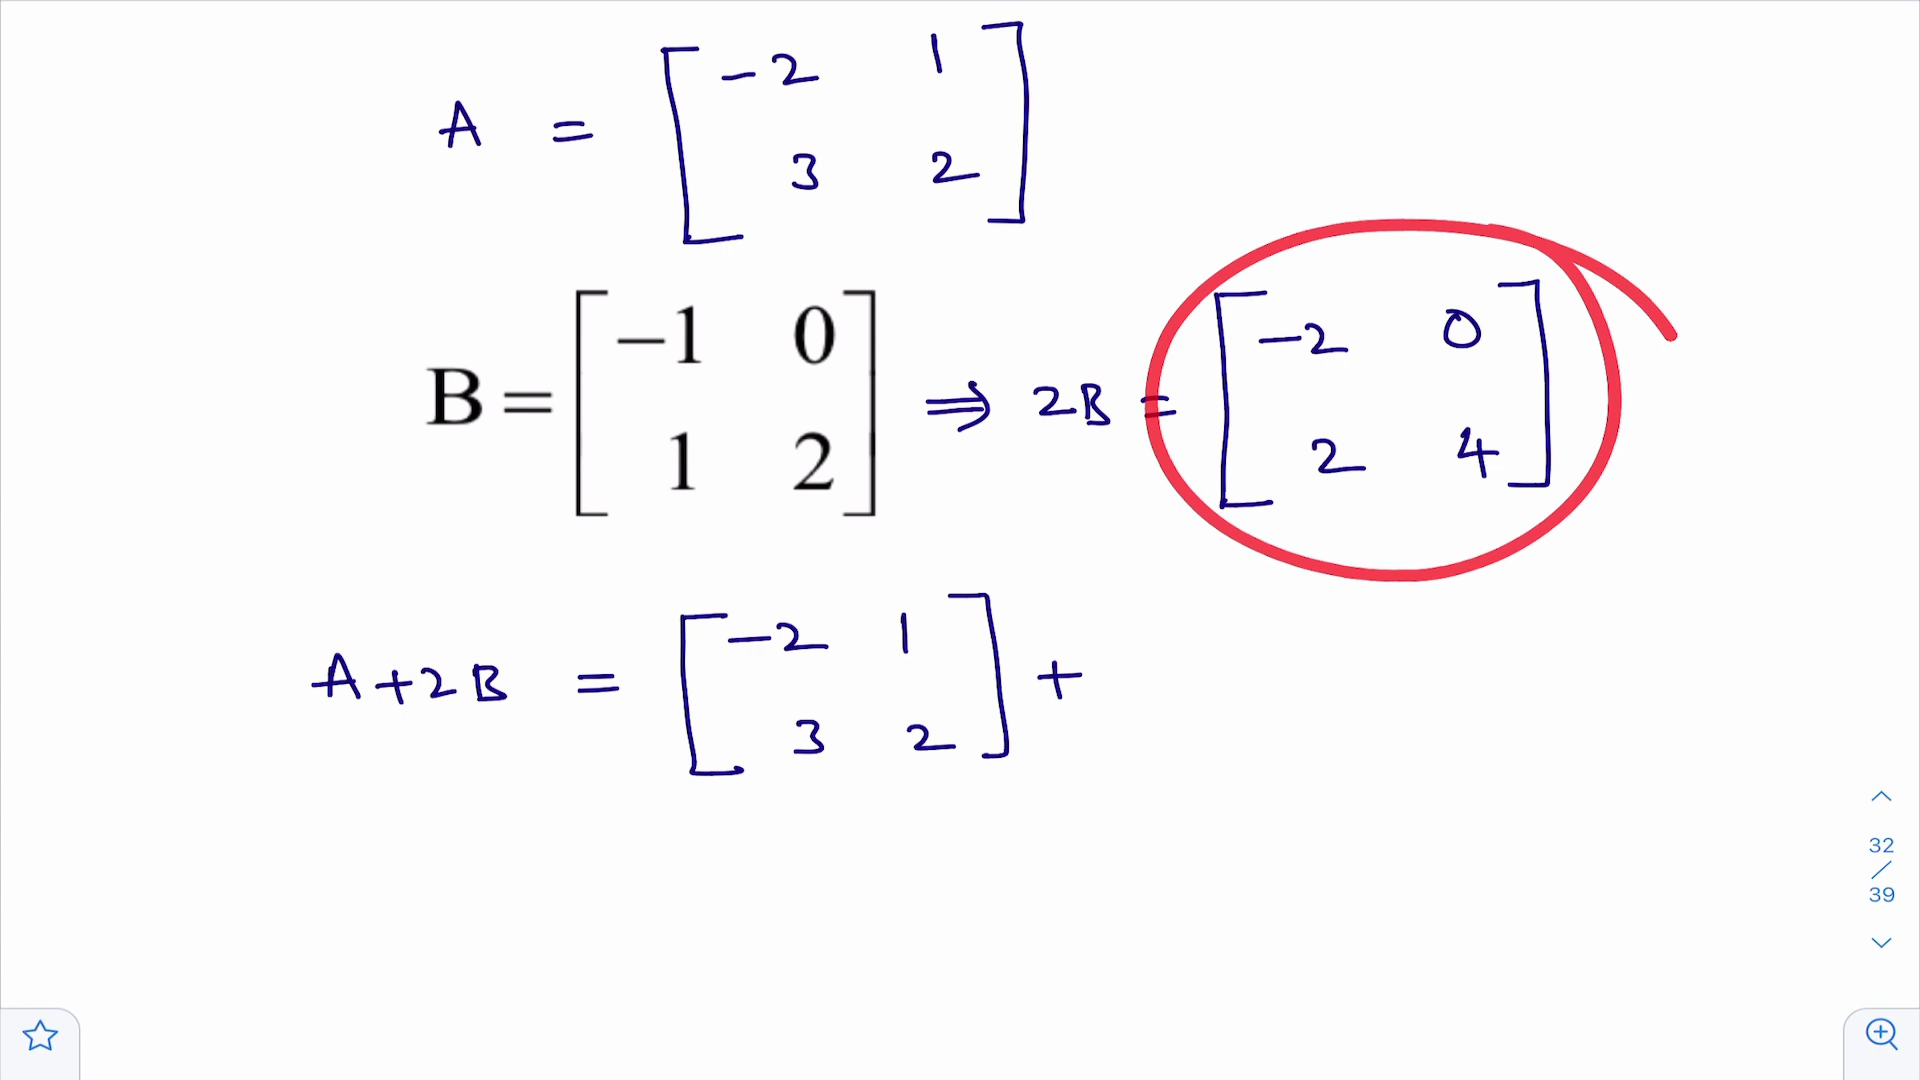 A = [ -2 1
3 2 ]
B = [ -1 0
1 2 ] ⇒ 2B = [ -2 0
2 4 ]
A + 2B = [ -2 1
3 2 ] +
32
/
39